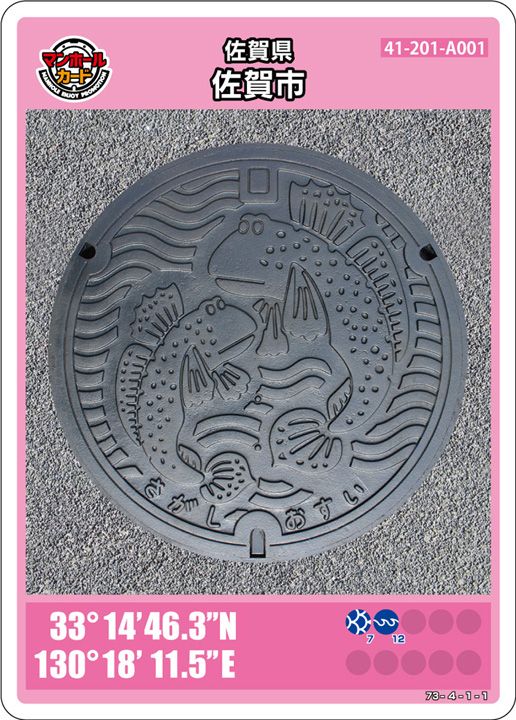 マンホール
カード
MANHOLE ENJOY PROMOTION
佐賀県
佐賀市
41-201-A001
さがし おすい
33°14'46.3"N
130°18'11.5"E
7 12
73-4-1-1